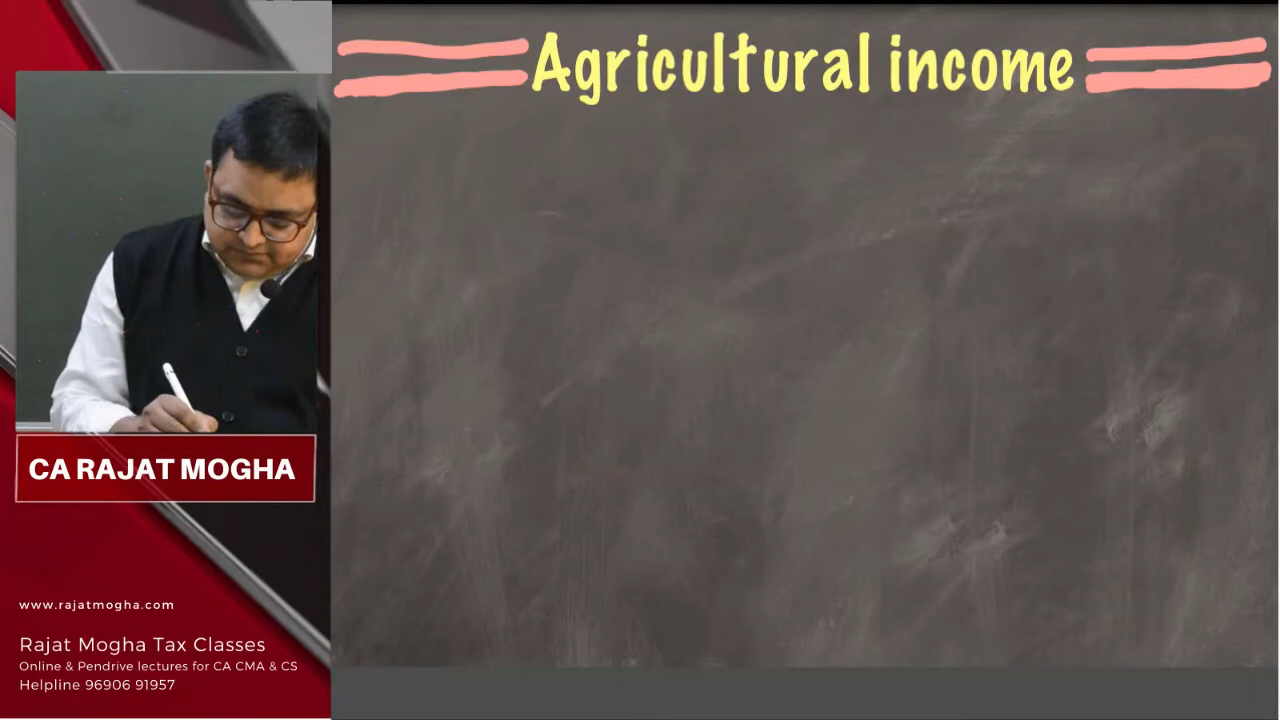 Agricultural income
CA RAJAT MOGHA
www.rajatmogha.com
Rajat Mogha Tax Classes
Online & Pendrive lectures for CA CMA & CS
Helpline 96906 91957